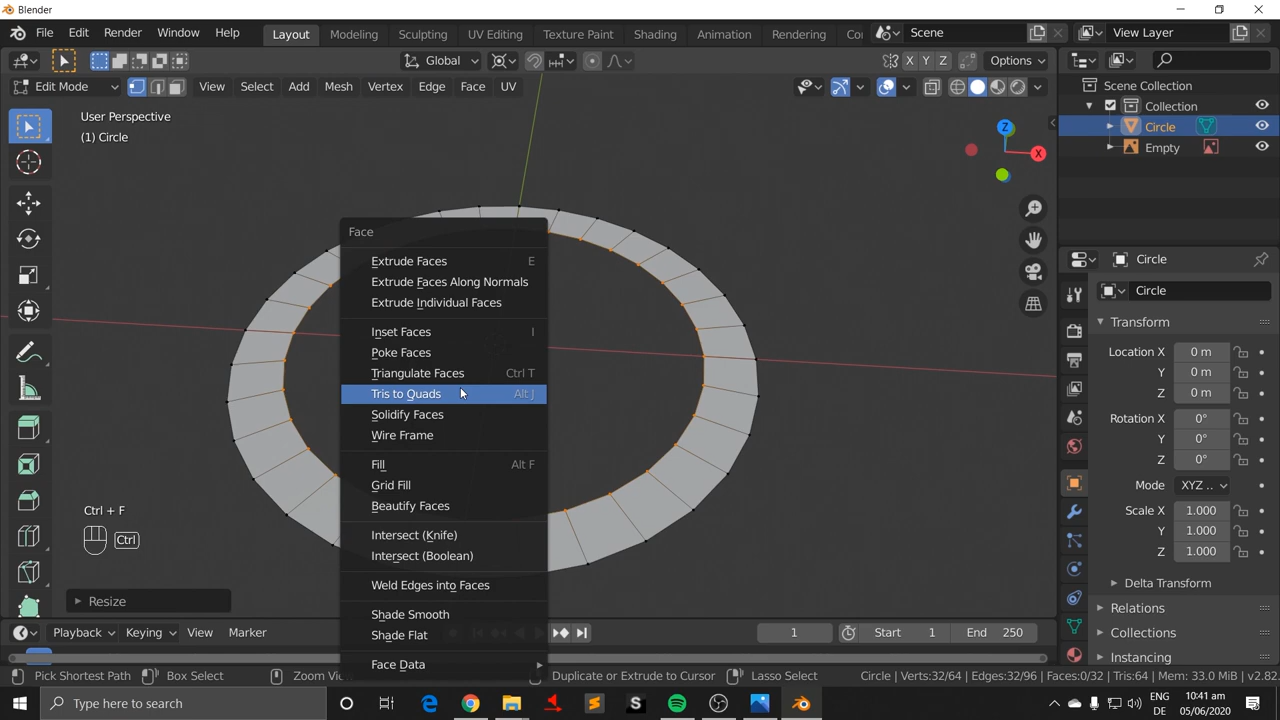 Blender
File Edit Render Window Help
Layout Modeling Sculpting UV Editing Texture Paint Shading Animation Rendering Co
Scene
View Layer
Global
X Y Z Options
Edit Mode View Select Add Mesh Vertex Edge Face UV
User Perspective
(1) Circle
Z
X
Scene Collection
Collection
Circle
Empty
Face
Extrude Faces E
Extrude Faces Along Normals
Extrude Individual Faces
Inset Faces I
Poke Faces
Triangulate Faces Ctrl T
Tris to Quads Alt J
Solidify Faces
Wire Frame
Fill Alt F
Grid Fill
Beautify Faces
Intersect (Knife)
Intersect (Boolean)
Weld Edges into Faces
Shade Smooth
Shade Flat
Face Data
Ctrl + F
Ctrl
Resize
Circle
Circle
Transform
Location X 0 m
Y 0 m
Z 0 m
Rotation X 0°
Y 0°
Z 0°
Mode XYZ ..
Scale X 1.000
Y 1.000
Z 1.000
Delta Transform
Relations
Collections
Instancing
Playback Keying View Marker
1 Start 1 End 250
Pick Shortest Path Box Select Zoom Vie Duplicate or Extrude to Cursor Lasso Select
Circle | Verts:32/64 | Edges:32/96 | Faces:0/32 | Tris:64 | Mem: 33.0 MiB | v2.82.
Type here to search
ENG
DE
10:41 am
05/06/2020